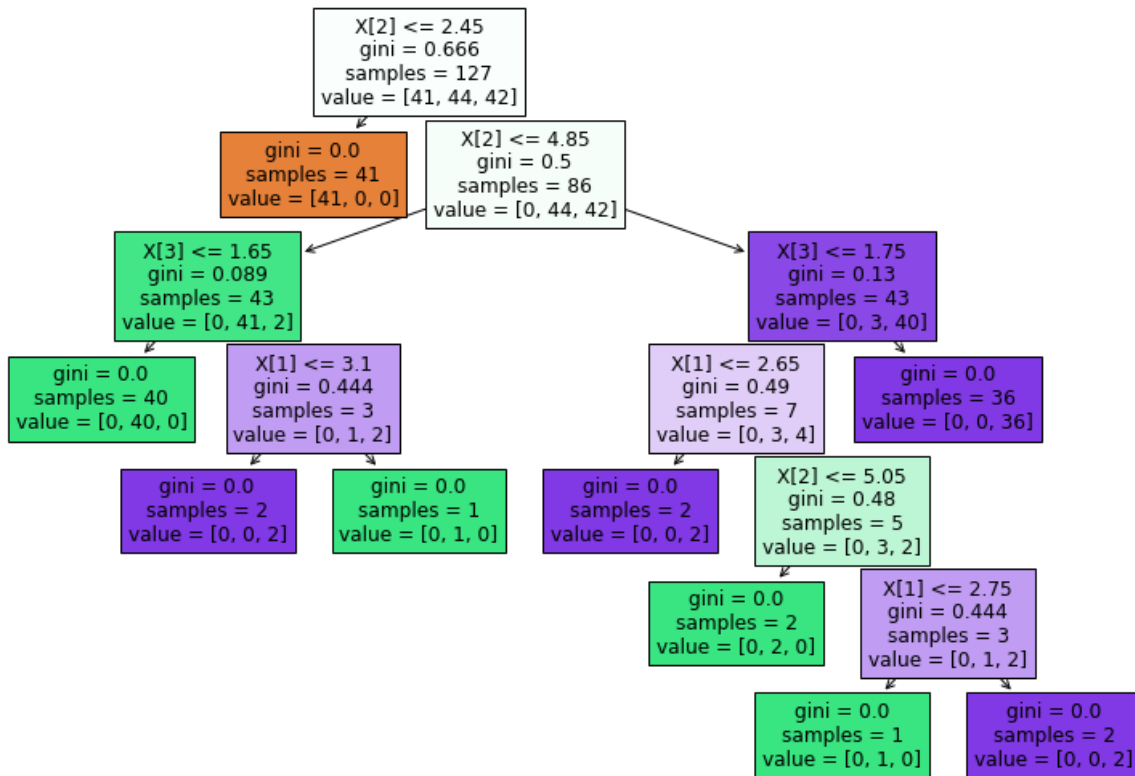 X[2] <= 2.45
gini = 0.666
samples = 127
value = [41, 44, 42]
gini = 0.0
samples = 41
value = [41, 0, 0]
X[2] <= 4.85
gini = 0.5
samples = 86
value = [0, 44, 42]
X[3] <= 1.65
gini = 0.089
samples = 43
value = [0, 41, 2]
X[3] <= 1.75
gini = 0.13
samples = 43
value = [0, 3, 40]
gini = 0.0
samples = 40
value = [0, 40, 0]
X[1] <= 3.1
gini = 0.444
samples = 3
value = [0, 1, 2]
X[1] <= 2.65
gini = 0.49
samples = 7
value = [0, 3, 4]
gini = 0.0
samples = 36
value = [0, 0, 36]
gini = 0.0
samples = 2
value = [0, 0, 2]
gini = 0.0
samples = 1
value = [0, 1, 0]
gini = 0.0
samples = 2
value = [0, 0, 2]
X[2] <= 5.05
gini = 0.48
samples = 5
value = [0, 3, 2]
gini = 0.0
samples = 2
value = [0, 2, 0]
X[1] <= 2.75
gini = 0.444
samples = 3
value = [0, 1, 2]
gini = 0.0
samples = 1
value = [0, 1, 0]
gini = 0.0
samples = 2
value = [0, 0, 2]